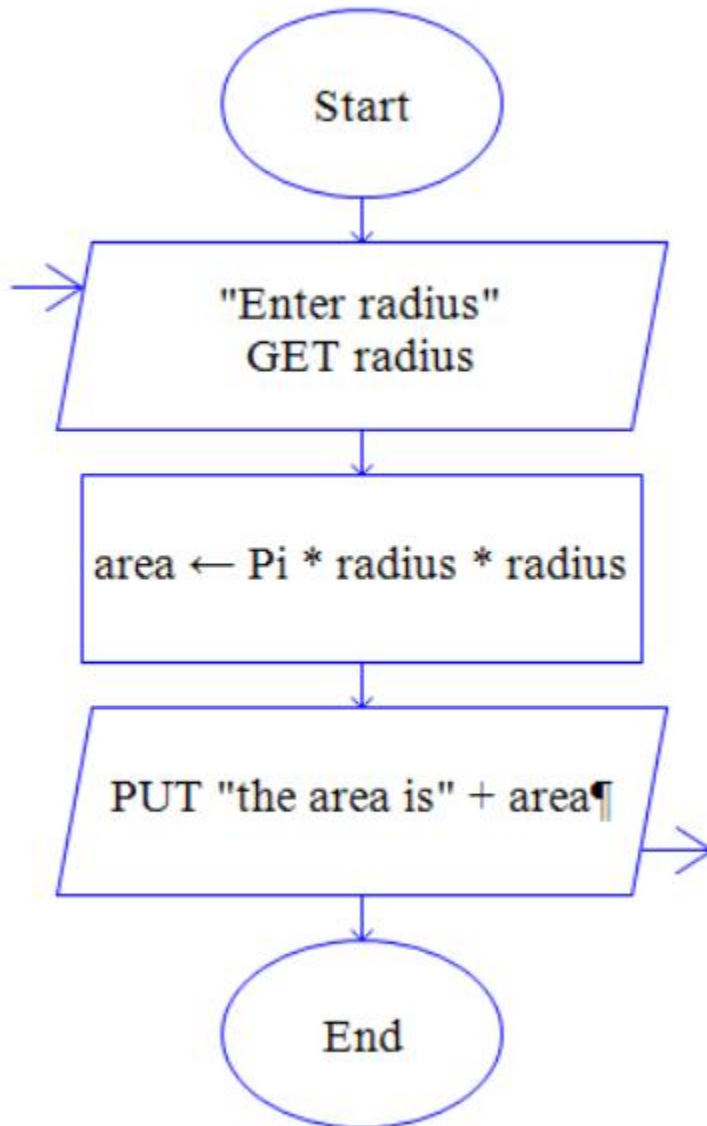 Start
"Enter radius"
GET radius
area ← Pi * radius * radius
PUT "the area is" + area¶
End